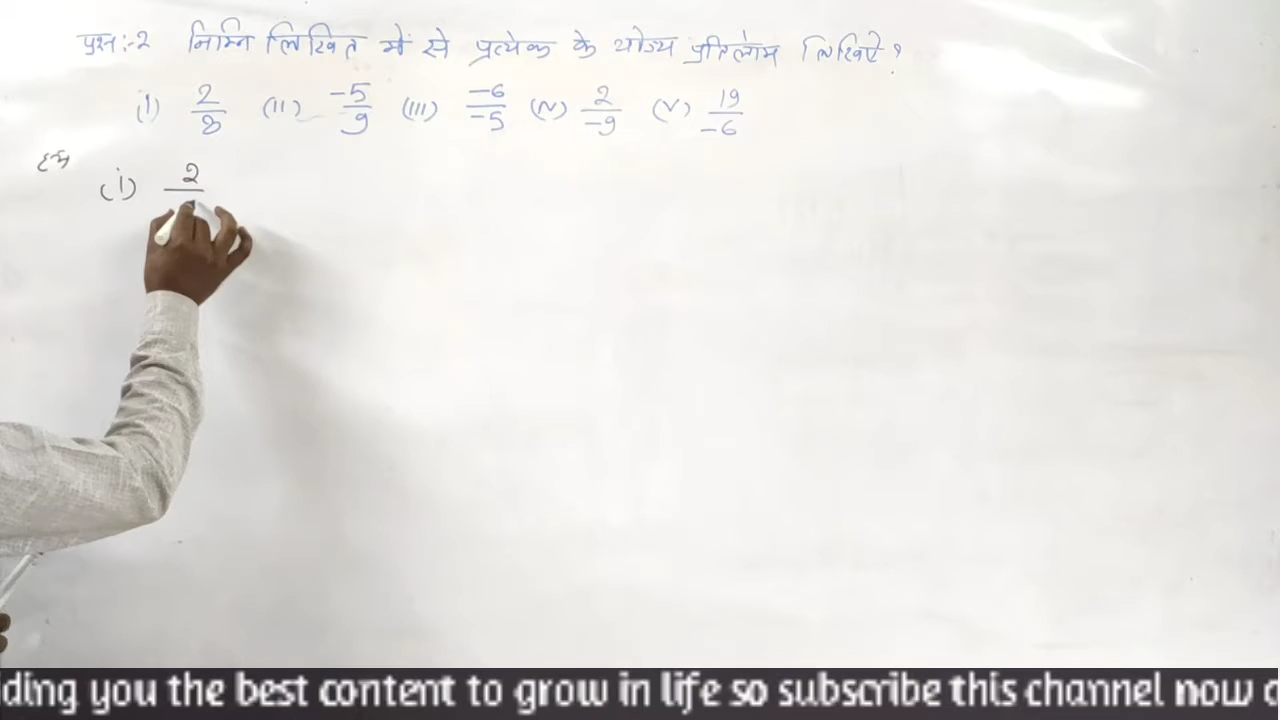 प्रश्न:-2 निम्न लिखित में से प्रत्येक के योज्य प्रतिलोम लिखिए ?
(i) 2/8 (ii) -5/9 (iii) -6/-5 (iv) 2/-9 (v) 19/-6
हल
(i) 2
ding you the best content to grow in life so subscribe this channel now